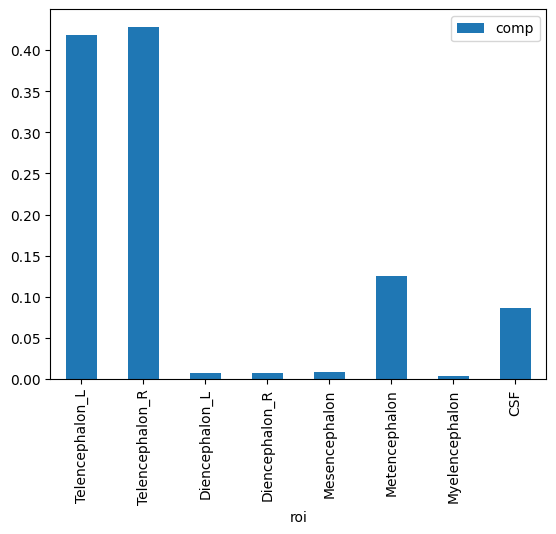 comp
0.40
0.35
0.30
0.25
0.20
0.15
0.10
0.05
0.00
Telencephalon_L
Telencephalon_R
Diencephalon_L
Diencephalon_R
Mesencephalon
Metencephalon
Myelencephalon
CSF
roi